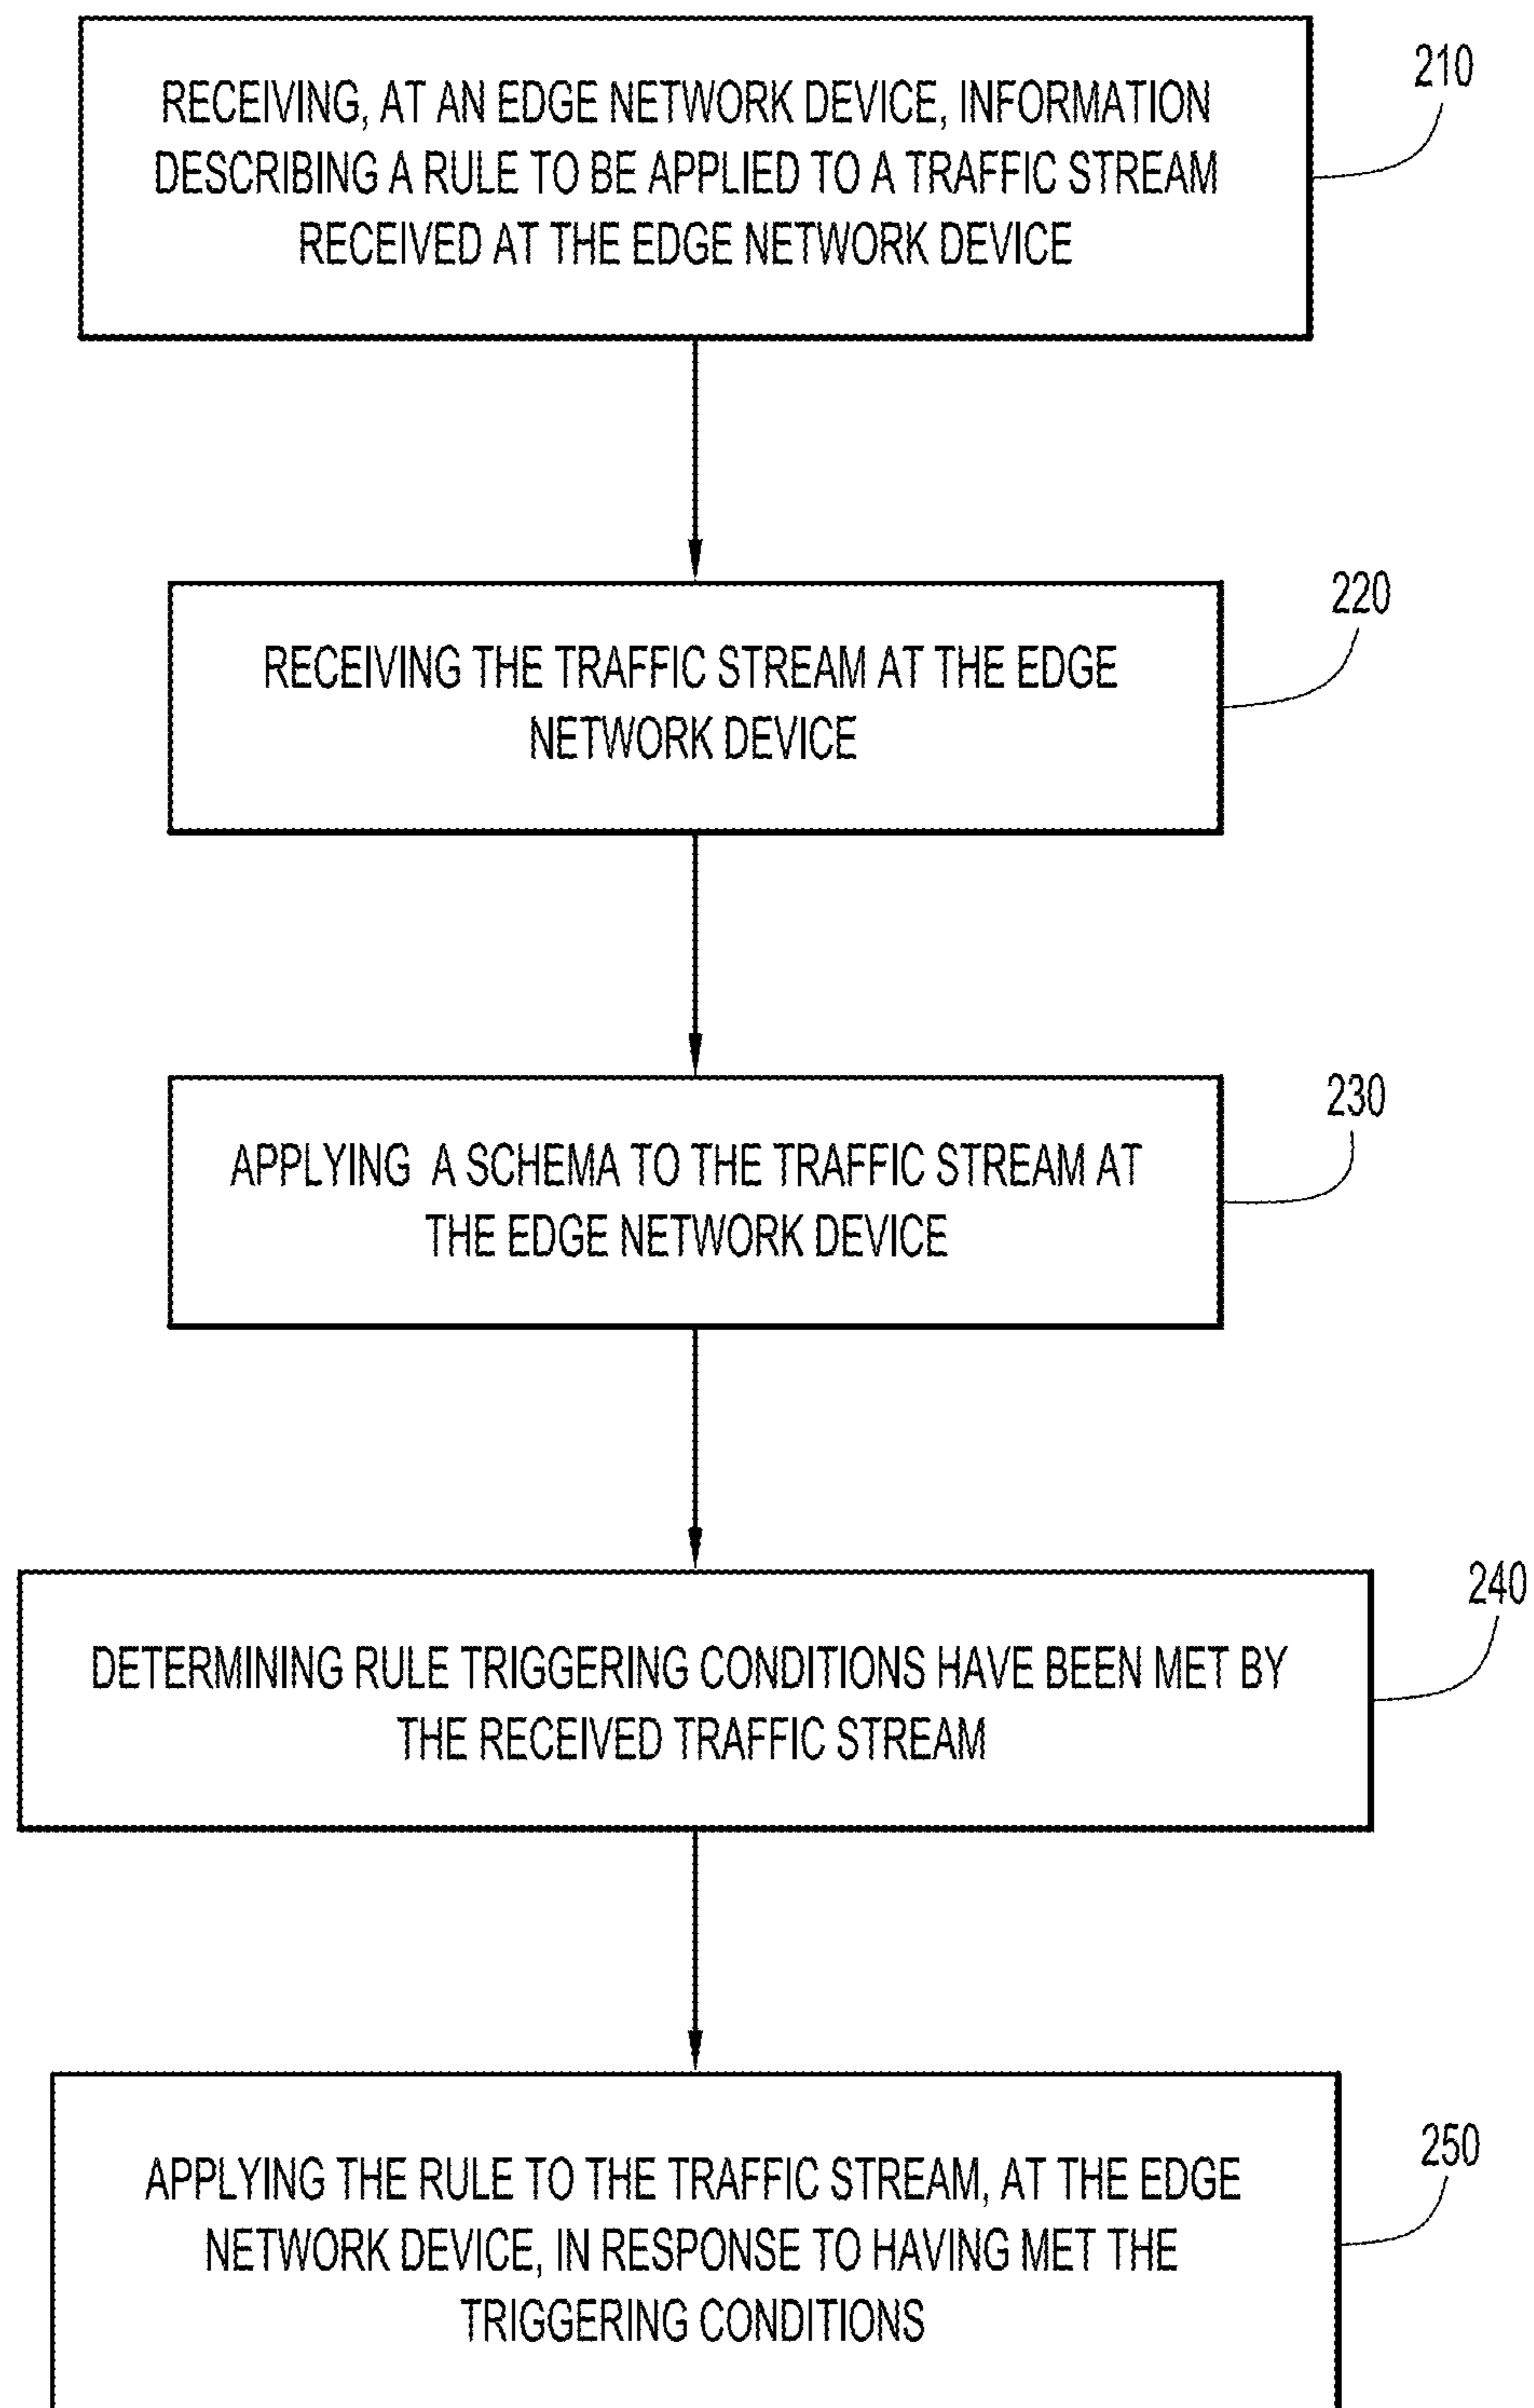 RECEIVING, AT AN EDGE NETWORK DEVICE, INFORMATION
DESCRIBING A RULE TO BE APPLIED TO A TRAFFIC STREAM
RECEIVED AT THE EDGE NETWORK DEVICE
210
RECEIVING THE TRAFFIC STREAM AT THE EDGE
NETWORK DEVICE
220
APPLYING A SCHEMA TO THE TRAFFIC STREAM AT
THE EDGE NETWORK DEVICE
230
DETERMINING RULE TRIGGERING CONDITIONS HAVE BEEN MET BY
THE RECEIVED TRAFFIC STREAM
240
APPLYING THE RULE TO THE TRAFFIC STREAM, AT THE EDGE
NETWORK DEVICE, IN RESPONSE TO HAVING MET THE
TRIGGERING CONDITIONS
250